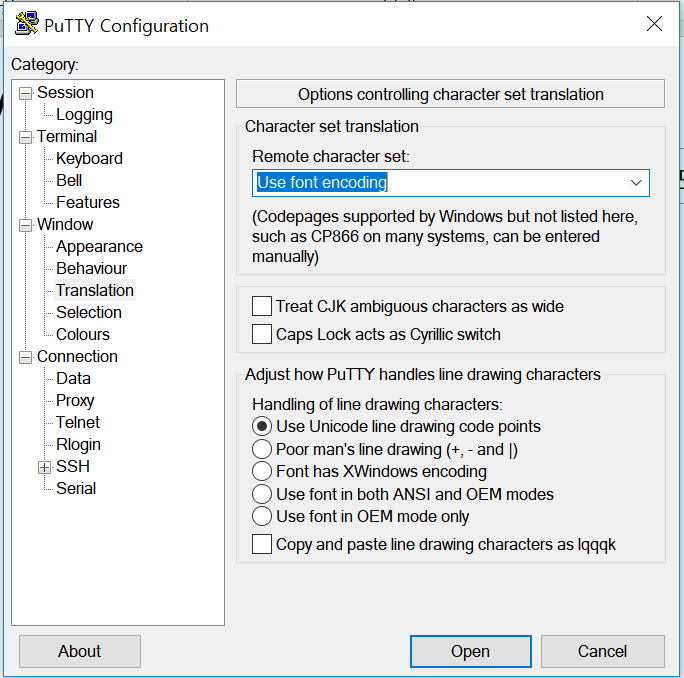 PuTTY Configuration
Category:
Session
Logging
Terminal
Keyboard
Bell
Features
Window
Appearance
Behaviour
Translation
Selection
Colours
Connection
Data
Proxy
Telnet
Rlogin
SSH
Serial
Options controlling character set translation
Character set translation
Remote character set:
Use font encoding
(Codepages supported by Windows but not listed here,
such as CP866 on many systems, can be entered
manually)
Treat CJK ambiguous characters as wide
Caps Lock acts as Cyrillic switch
Adjust how PuTTY handles line drawing characters
Handling of line drawing characters:
Use Unicode line drawing code points
Poor man's line drawing (+, - and |)
Font has XWindows encoding
Use font in both ANSI and OEM modes
Use font in OEM mode only
Copy and paste line drawing characters as lqqqk
About
Open
Cancel